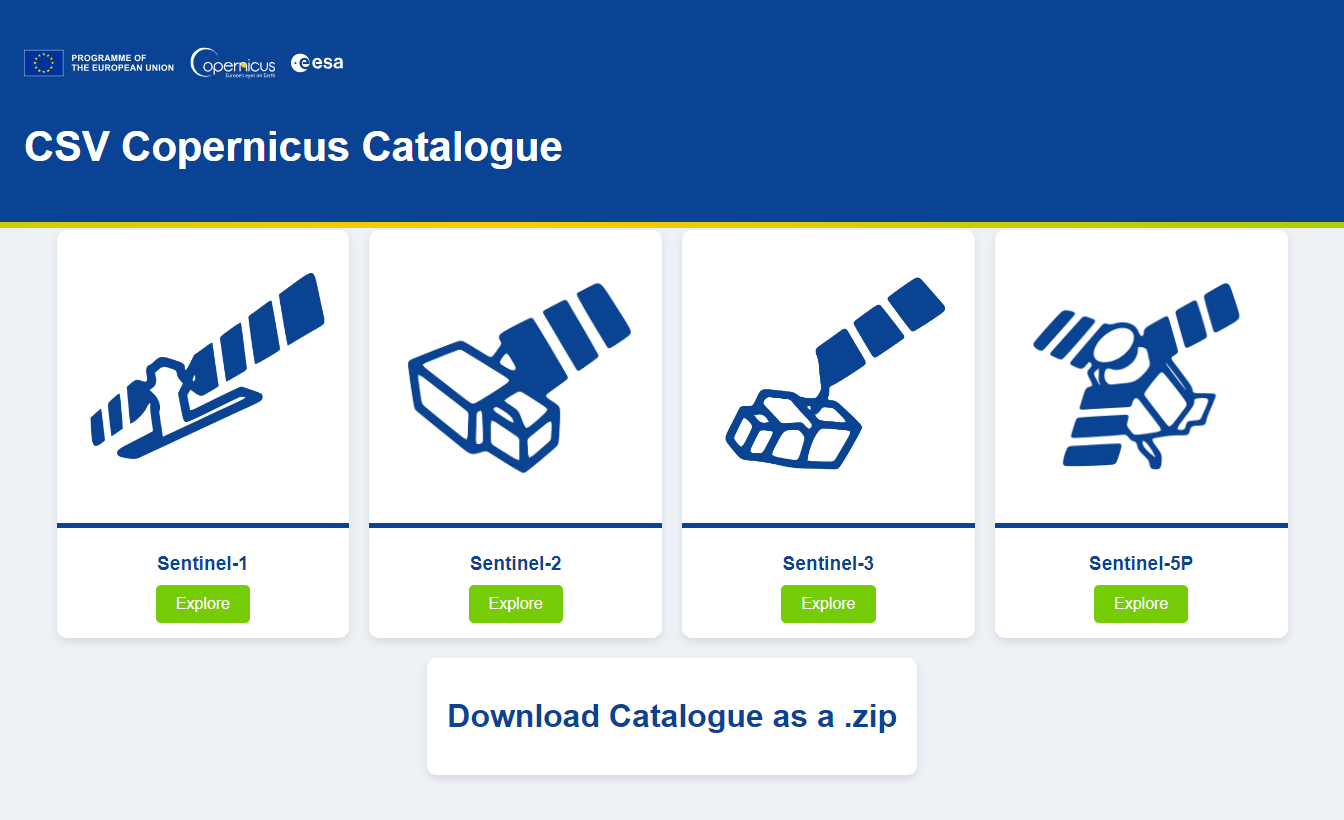 PROGRAMME OF
THE EUROPEAN UNION
Copernicus
Europe's eyes on Earth
esa
CSV Copernicus Catalogue
Sentinel-1
Sentinel-2
Sentinel-3
Sentinel-5P
Explore
Explore
Explore
Explore
Download Catalogue as a .zip